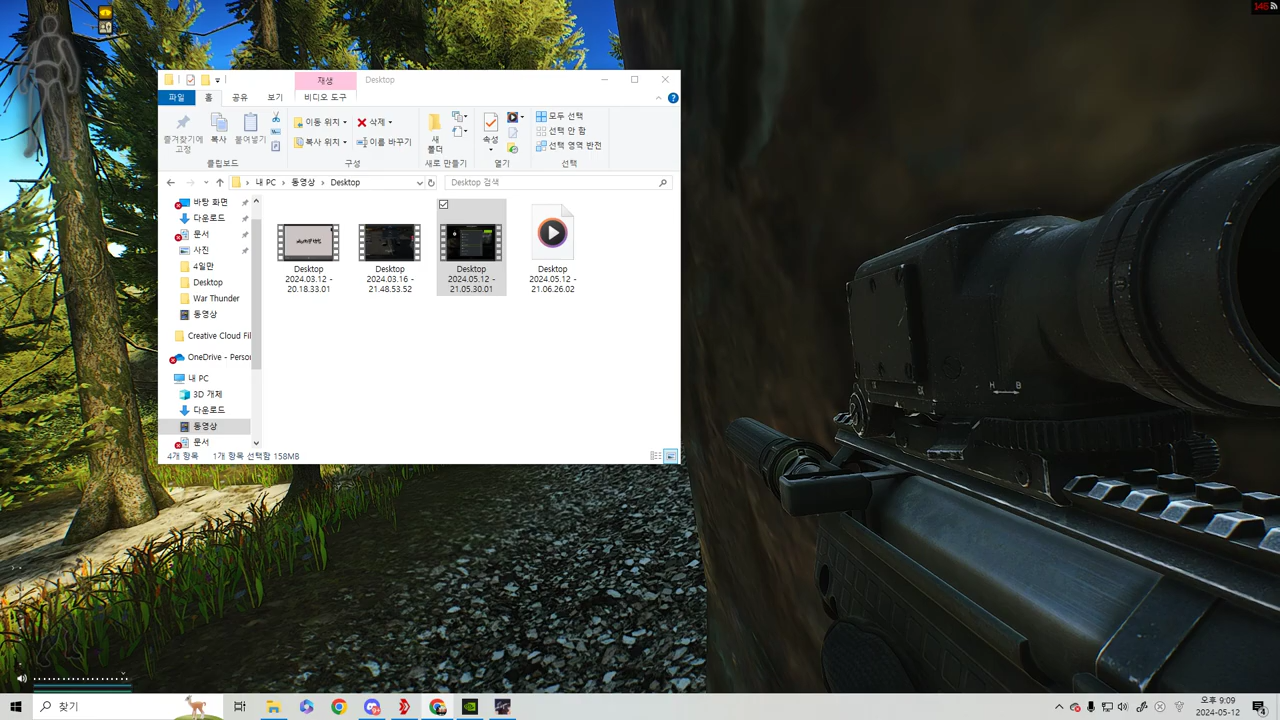 146
재생
Desktop
파일
홈
공유
보기
비디오 도구
즐겨찾기에
고정
복사
붙여넣기
이동 위치
복사 위치
삭제
이름 바꾸기
새
폴더
속성
모두 선택
선택 안 함
선택 영역 반전
클립보드
구성
새로 만들기
열기
선택
내 PC
동영상
Desktop
Desktop 검색
바탕 화면
다운로드
문서
사진
4일만
Desktop
War Thunder
동영상
Creative Cloud Fil
OneDrive - Perso
내 PC
3D 개체
다운로드
동영상
문서
Desktop
2024.03.12 -
20.18.33.01
Desktop
2024.03.16 -
21.48.53.52
Desktop
2024.05.12 -
21.05.30.01
Desktop
2024.05.12 -
21.06.26.02
4개 항목
1개 항목 선택함 158MB
H
B
찾기
오후 9:09
2024-05-12
4